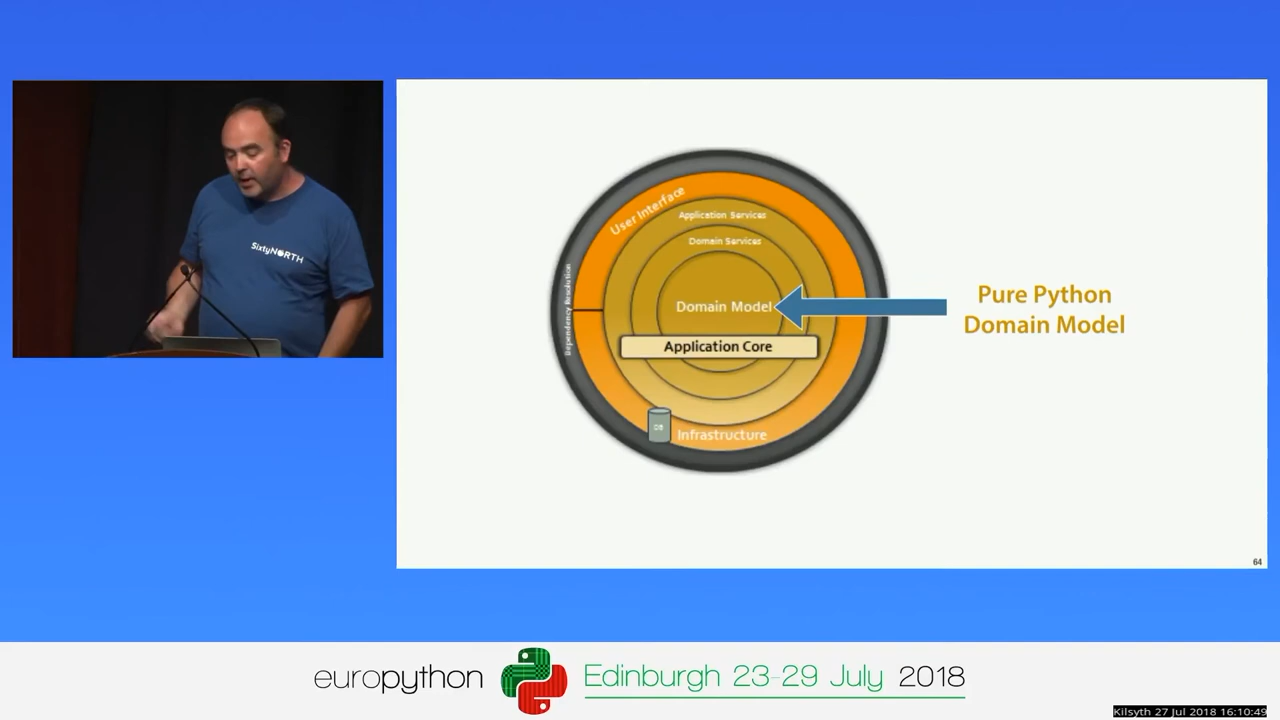 SixtyNORTH
User Interface
Application Services
Domain Services
Dependency Resolution
Domain Model
Application Core
DB
Infrastructure
Pure Python
Domain Model
64
europython
Edinburgh 23-29 July 2018
Kilsyth 27 Jul 2018 16:10:49